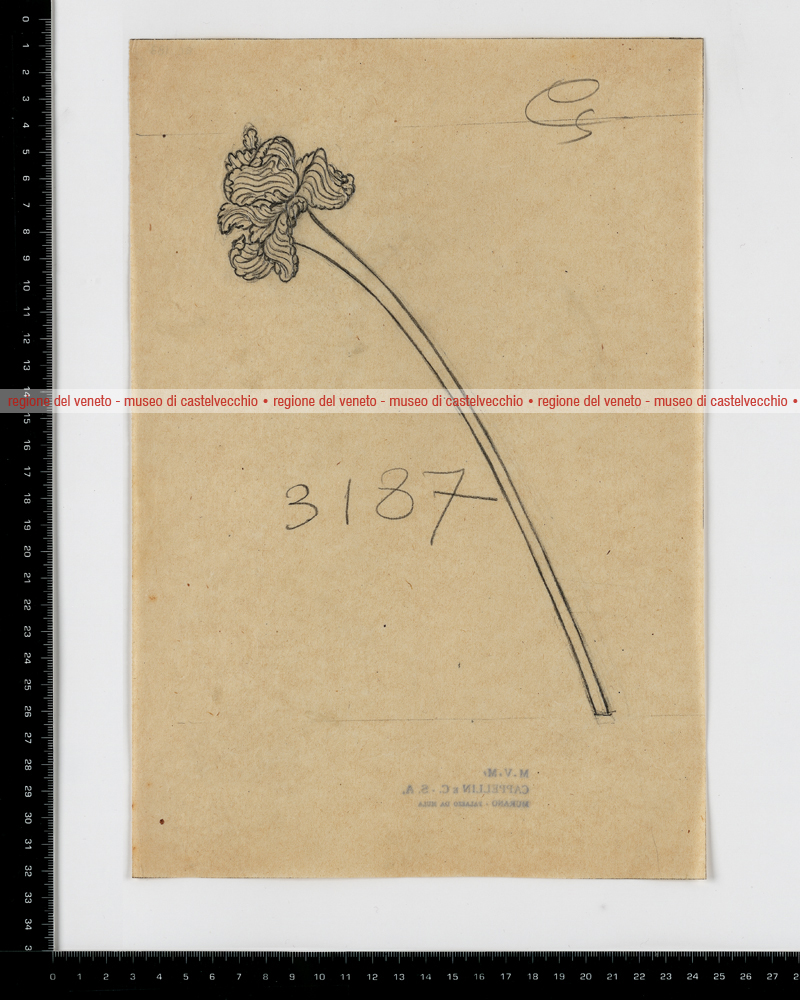 Cs
regione del veneto - museo di castelvecchio • regione del veneto - museo di castelvecchio • regione del veneto - museo di castelvecchio •
3187
M.V.M.
CAPPELLIN E C. - S. A.
MURANO - PALAZZO DA MULA
0 1 2 3 4 5 6 7 8 9 10 11 12 13 14 15 16 17 18 19 20 21 22 23 24 25 26 27 28 29 30 31 32 33 34
0 1 2 3 4 5 6 7 8 9 10 11 12 13 14 15 16 17 18 19 20 21 22 23 24 25 26 27